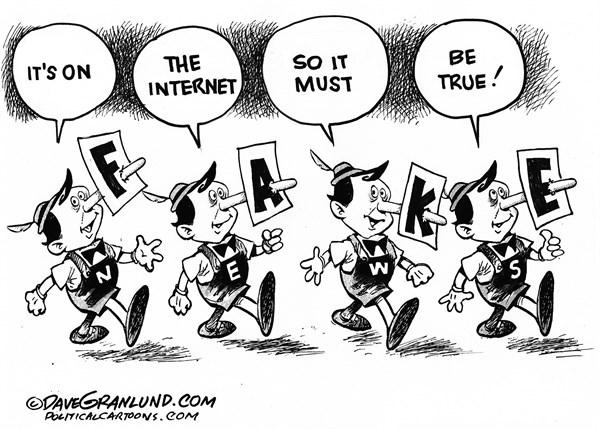 IT'S ON
THE
INTERNET
SO IT
MUST
BE
TRUE!
F A K E
N E W S
©DAVEGRANLUND.COM
POLITICALCARTOONS.COM